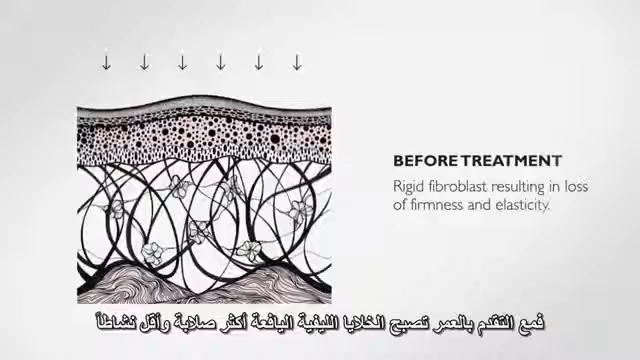 BEFORE TREATMENT
Rigid fibroblast resulting in loss
of firmness and elasticity.
فمع التقدم بالعمر تصبح الخلايا الليفية اليافعة أكثر صلابة وأقل نشاطاً